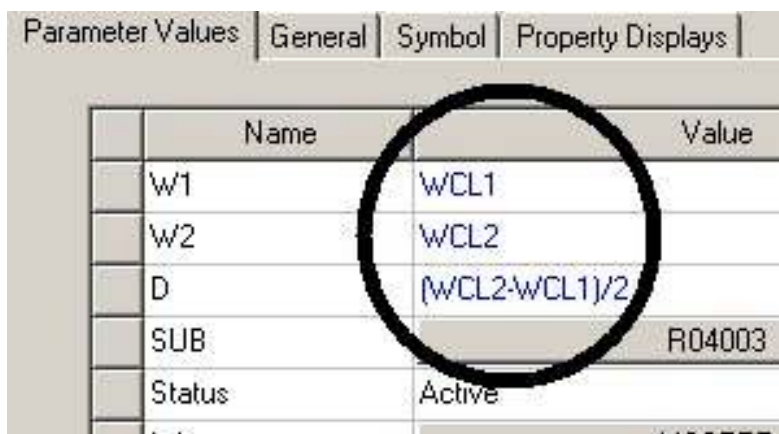 Parameter Values General Symbol Property Displays
Name Value
W1 WCL1
W2 WCL2
D (WCL2-WCL1)/2
SUB R04003
Status Active